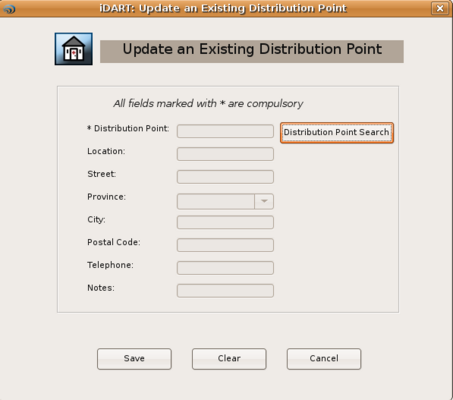 iDART: Update an Existing Distribution Point
Update an Existing Distribution Point
All fields marked with * are compulsory
* Distribution Point:
Distribution Point Search
Location:
Street:
Province:
City:
Postal Code:
Telephone:
Notes:
Save
Clear
Cancel